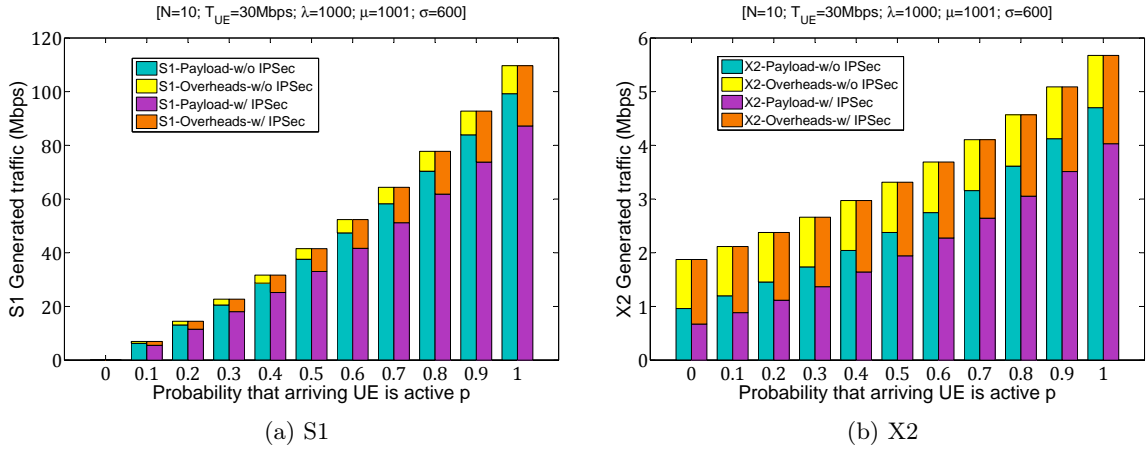 [N=10; T_UE=30Mbps; λ=1000; μ=1001; σ=600]
120
100
80
60
40
20
0
S1 Generated traffic (Mbps)
S1-Payload-w/o IPSec
S1-Overheads-w/o IPSec
S1-Payload-w/ IPSec
S1-Overheads-w/ IPSec
0 0.1 0.2 0.3 0.4 0.5 0.6 0.7 0.8 0.9 1
Probability that arriving UE is active p
(a) S1
[N=10; T_UE=30Mbps; λ=1000; μ=1001; σ=600]
6
5
4
3
2
1
0
X2 Generated traffic (Mbps)
X2-Payload-w/o IPSec
X2-Overheads-w/o IPSec
X2-Payload-w/ IPSec
X2-Overheads-w/ IPSec
0 0.1 0.2 0.3 0.4 0.5 0.6 0.7 0.8 0.9 1
Probability that arriving UE is active p
(b) X2